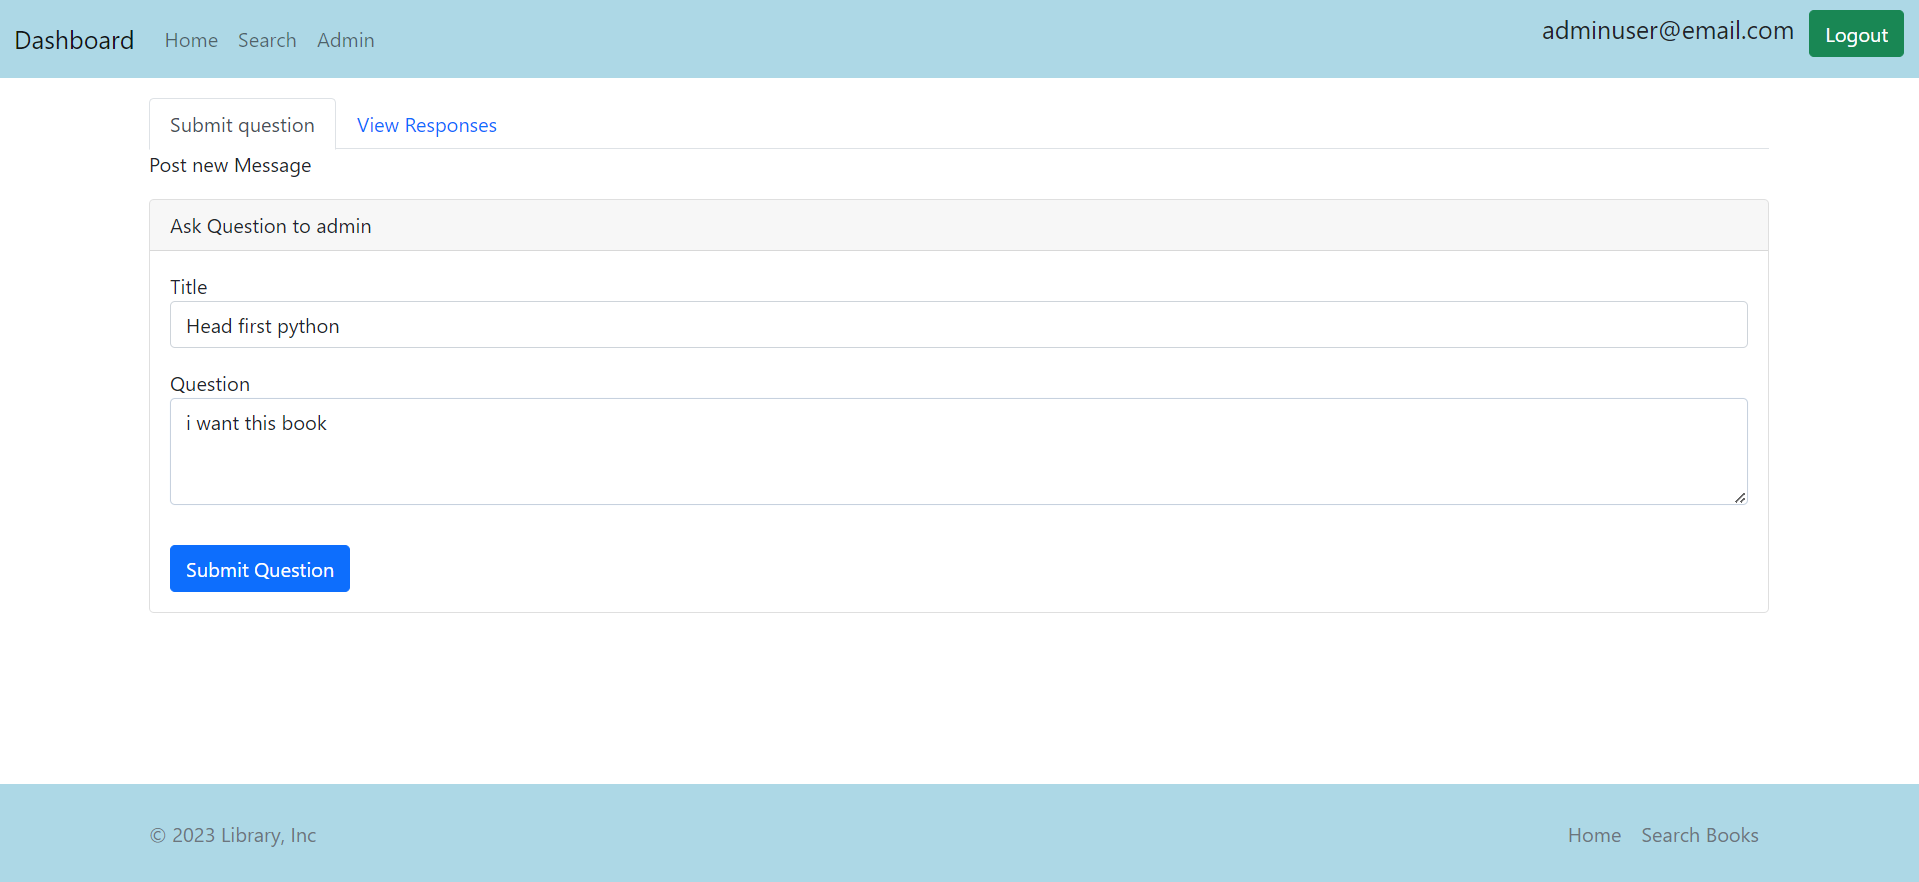 Dashboard Home Search Admin adminuser@email.com Logout
Submit question View Responses
Post new Message
Ask Question to admin
Title
Head first python
Question
i want this book
Submit Question
© 2023 Library, Inc Home Search Books